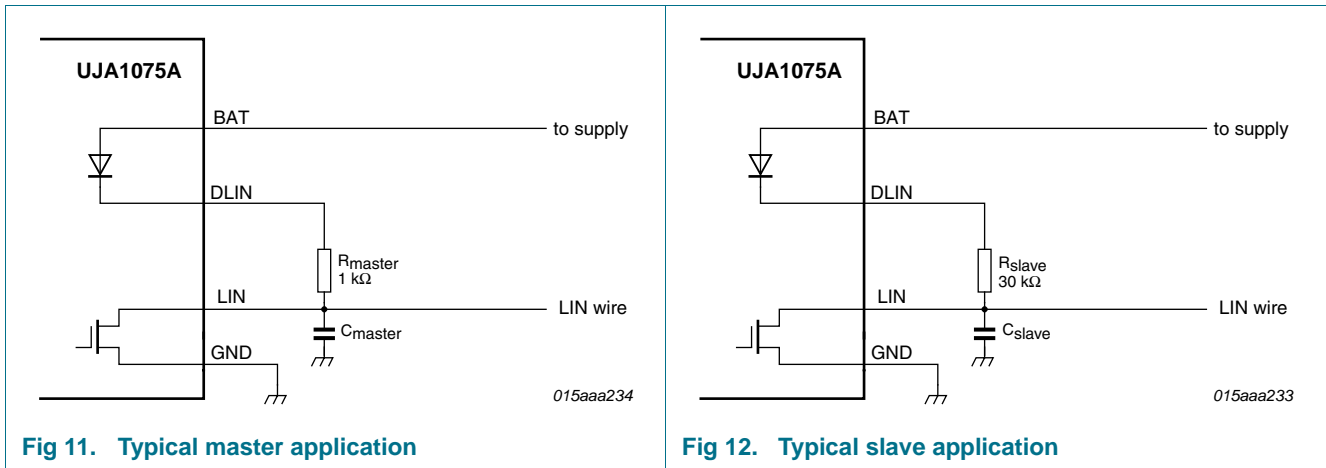 UJA1075A
BAT
to supply
DLIN
Rmaster
1 kΩ
LIN
LIN wire
Cmaster
GND
015aaa234
Fig 11. Typical master application
UJA1075A
BAT
to supply
DLIN
Rslave
30 kΩ
LIN
LIN wire
Cslave
GND
015aaa233
Fig 12. Typical slave application